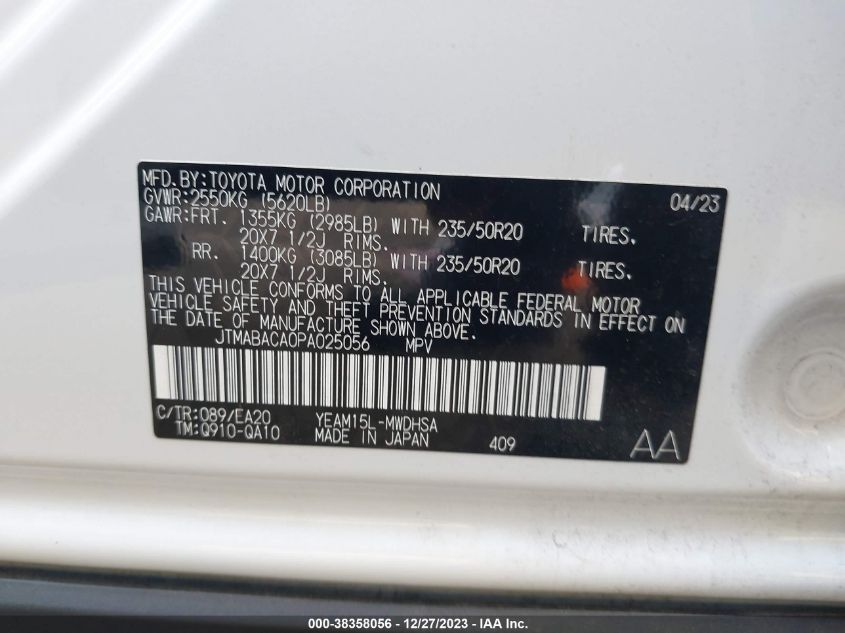 MFD.BY:TOYOTA MOTOR CORPORATION 04/23
GVWR:2550KG (5620LB)
GAWR:FRT. 1355KG (2985LB) WITH 235/50R20 TIRES.
20X7 1/2J RIMS.
RR. 1400KG (3085LB) WITH 235/50R20 TIRES.
20X7 1/2J RIMS.
THIS VEHICLE CONFORMS TO ALL APPLICABLE FEDERAL MOTOR
VEHICLE SAFETY AND THEFT PREVENTION STANDARDS IN EFFECT ON
THE DATE OF MANUFACTURE SHOWN ABOVE.
JTMABACA0PA025056 MPV
C/TR:089/EA20 YEAM15L-MWDHSA
TM:Q910-QA10 MADE IN JAPAN 409 AA
000-38358056 - 12/27/2023 - IAA Inc.